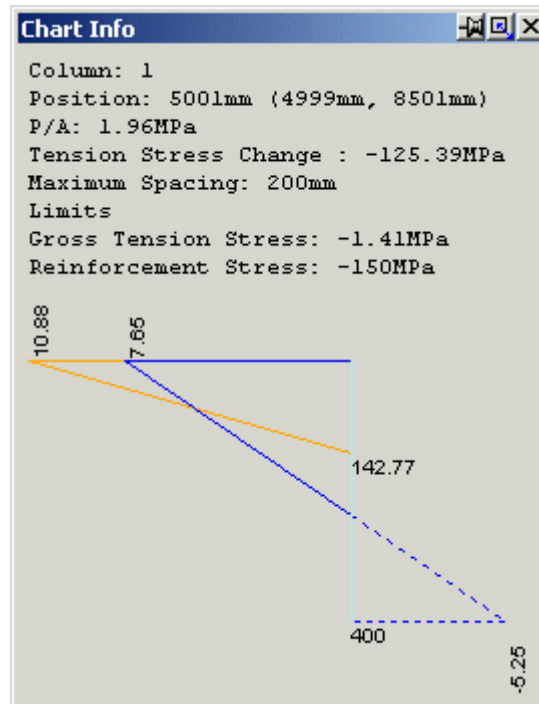 Chart Info
Column: 1
Position: 5001mm (4999mm, 8501mm)
P/A: 1.96MPa
Tension Stress Change : -125.39MPa
Maximum Spacing: 200mm
Limits
Gross Tension Stress: -1.41MPa
Reinforcement Stress: -150MPa
10.88
7.65
142.77
400
-5.25